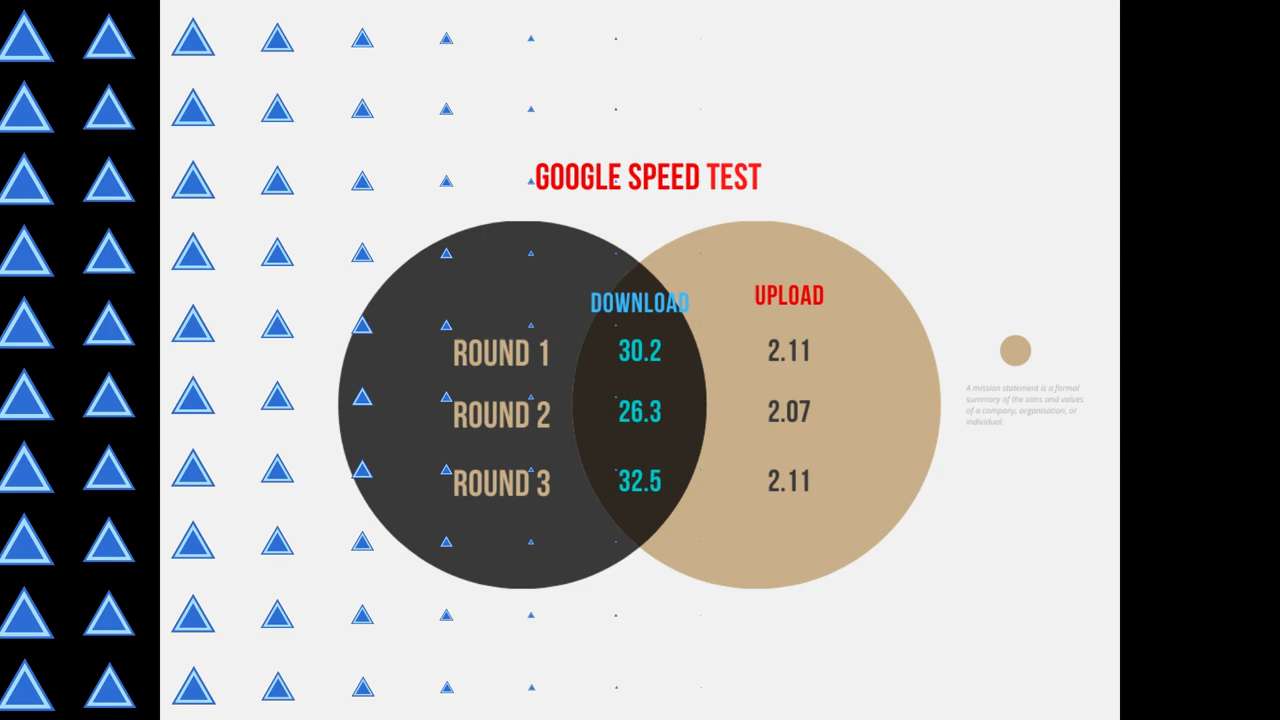 GOOGLE SPEED TEST
DOWNLOAD UPLOAD
ROUND 1 30.2 2.11
ROUND 2 26.3 2.07
ROUND 3 32.5 2.11
A mission statement is a formal
summary of the aims and values
of a company, organisation, or
individual.